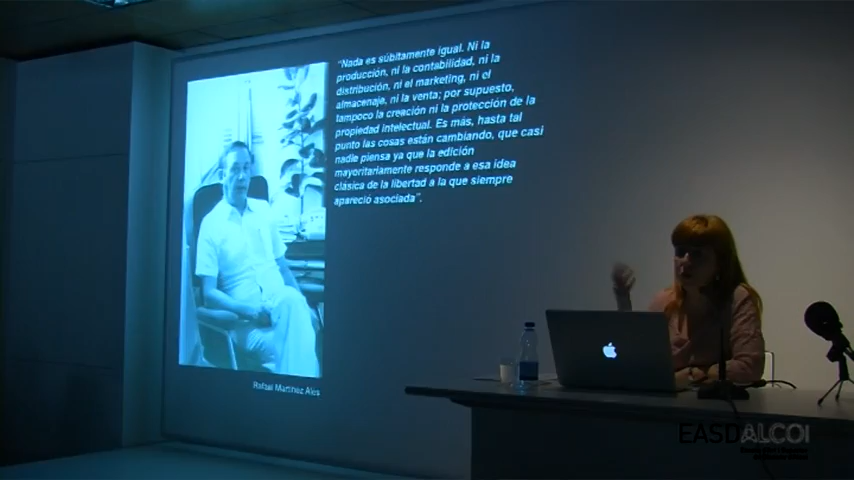 "Nada es súbitamente igual. Ni la
producción, ni la contabilidad, ni la
distribución, ni el marketing, ni el
almacenaje, ni la venta; por supuesto,
tampoco la creación ni la protección de la
propiedad intelectual. Es más, hasta tal
punto las cosas están cambiando, que casi
nadie piensa ya que la edición
mayoritariamente responde a esa idea
clásica de la libertad a la que siempre
apareció asociada".
Rafael Martínez Alés
EASDALCOI